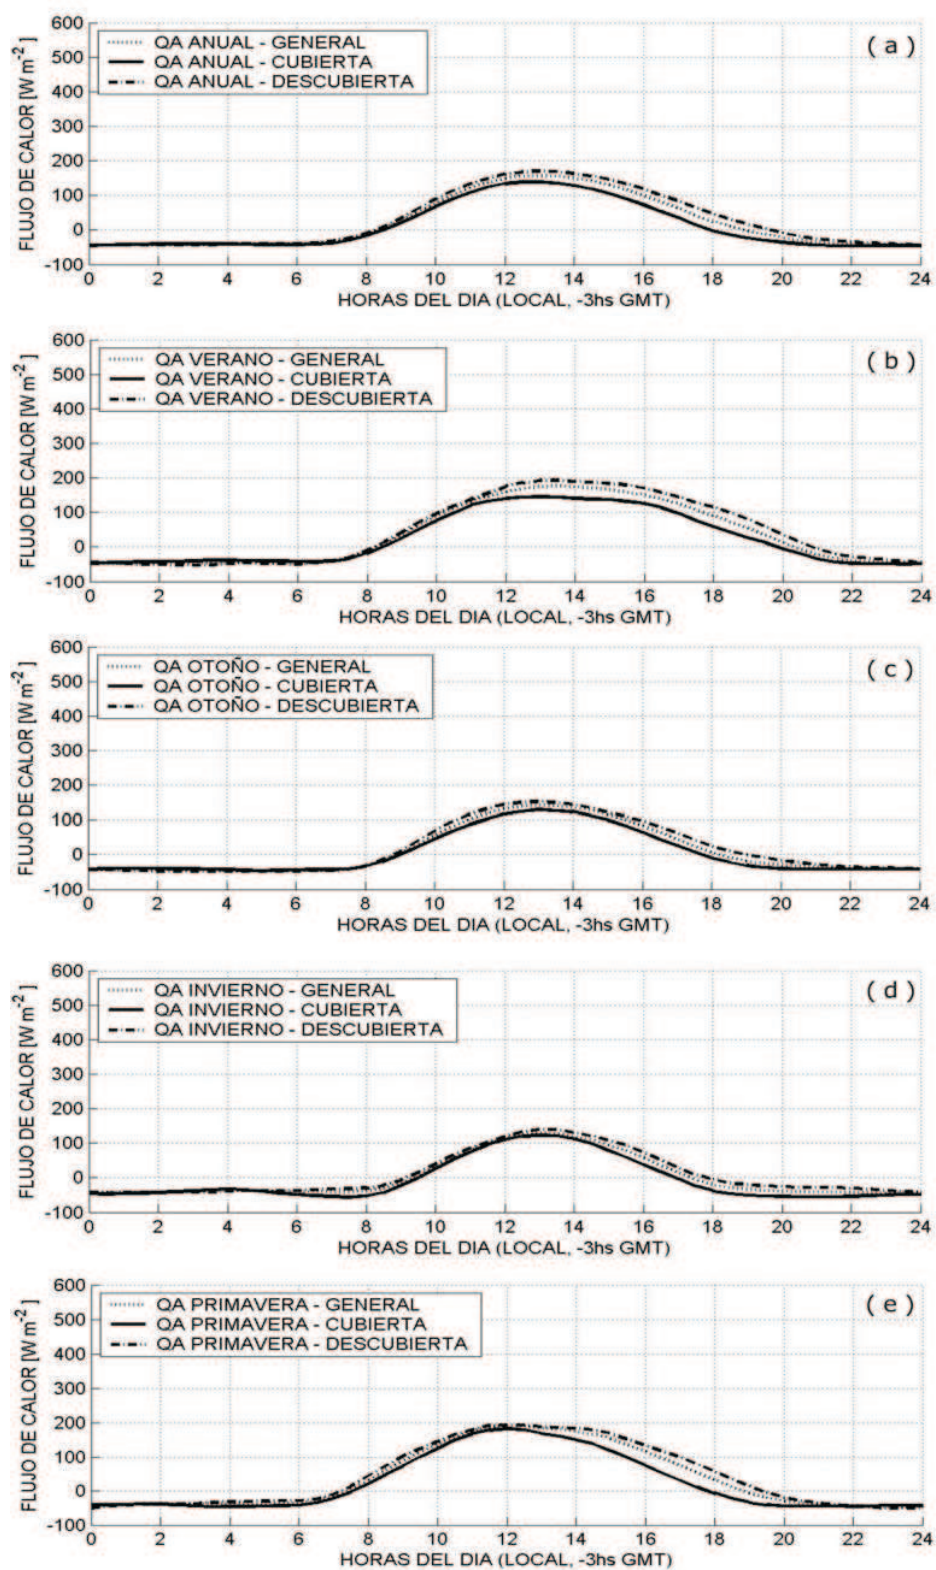 600
500
400
300
200
100
0
-100
FLUJO DE CALOR [W m-2 ]
QA ANUAL - GENERAL
QA ANUAL - CUBIERTA
QA ANUAL - DESCUBIERTA
( a )
0 2 4 6 8 10 12 14 16 18 20 22 24
HORAS DEL DIA (LOCAL, -3hs GMT)
600
500
400
300
200
100
0
-100
FLUJO DE CALOR [W m-2 ]
QA VERANO - GENERAL
QA VERANO - CUBIERTA
QA VERANO - DESCUBIERTA
( b )
0 2 4 6 8 10 12 14 16 18 20 22 24
HORAS DEL DIA (LOCAL, -3hs GMT)
600
500
400
300
200
100
0
-100
FLUJO DE CALOR [W m-2 ]
QA OTOÑO - GENERAL
QA OTOÑO - CUBIERTA
QA OTOÑO - DESCUBIERTA
( c )
0 2 4 6 8 10 12 14 16 18 20 22 24
HORAS DEL DIA (LOCAL, -3hs GMT)
600
500
400
300
200
100
0
-100
FLUJO DE CALOR [W m-2 ]
QA INVIERNO - GENERAL
QA INVIERNO - CUBIERTA
QA INVIERNO - DESCUBIERTA
( d )
0 2 4 6 8 10 12 14 16 18 20 22 24
HORAS DEL DIA (LOCAL, -3hs GMT)
600
500
400
300
200
100
0
-100
FLUJO DE CALOR [W m-2 ]
QA PRIMAVERA - GENERAL
QA PRIMAVERA - CUBIERTA
QA PRIMAVERA - DESCUBIERTA
( e )
0 2 4 6 8 10 12 14 16 18 20 22 24
HORAS DEL DIA (LOCAL, -3hs GMT)